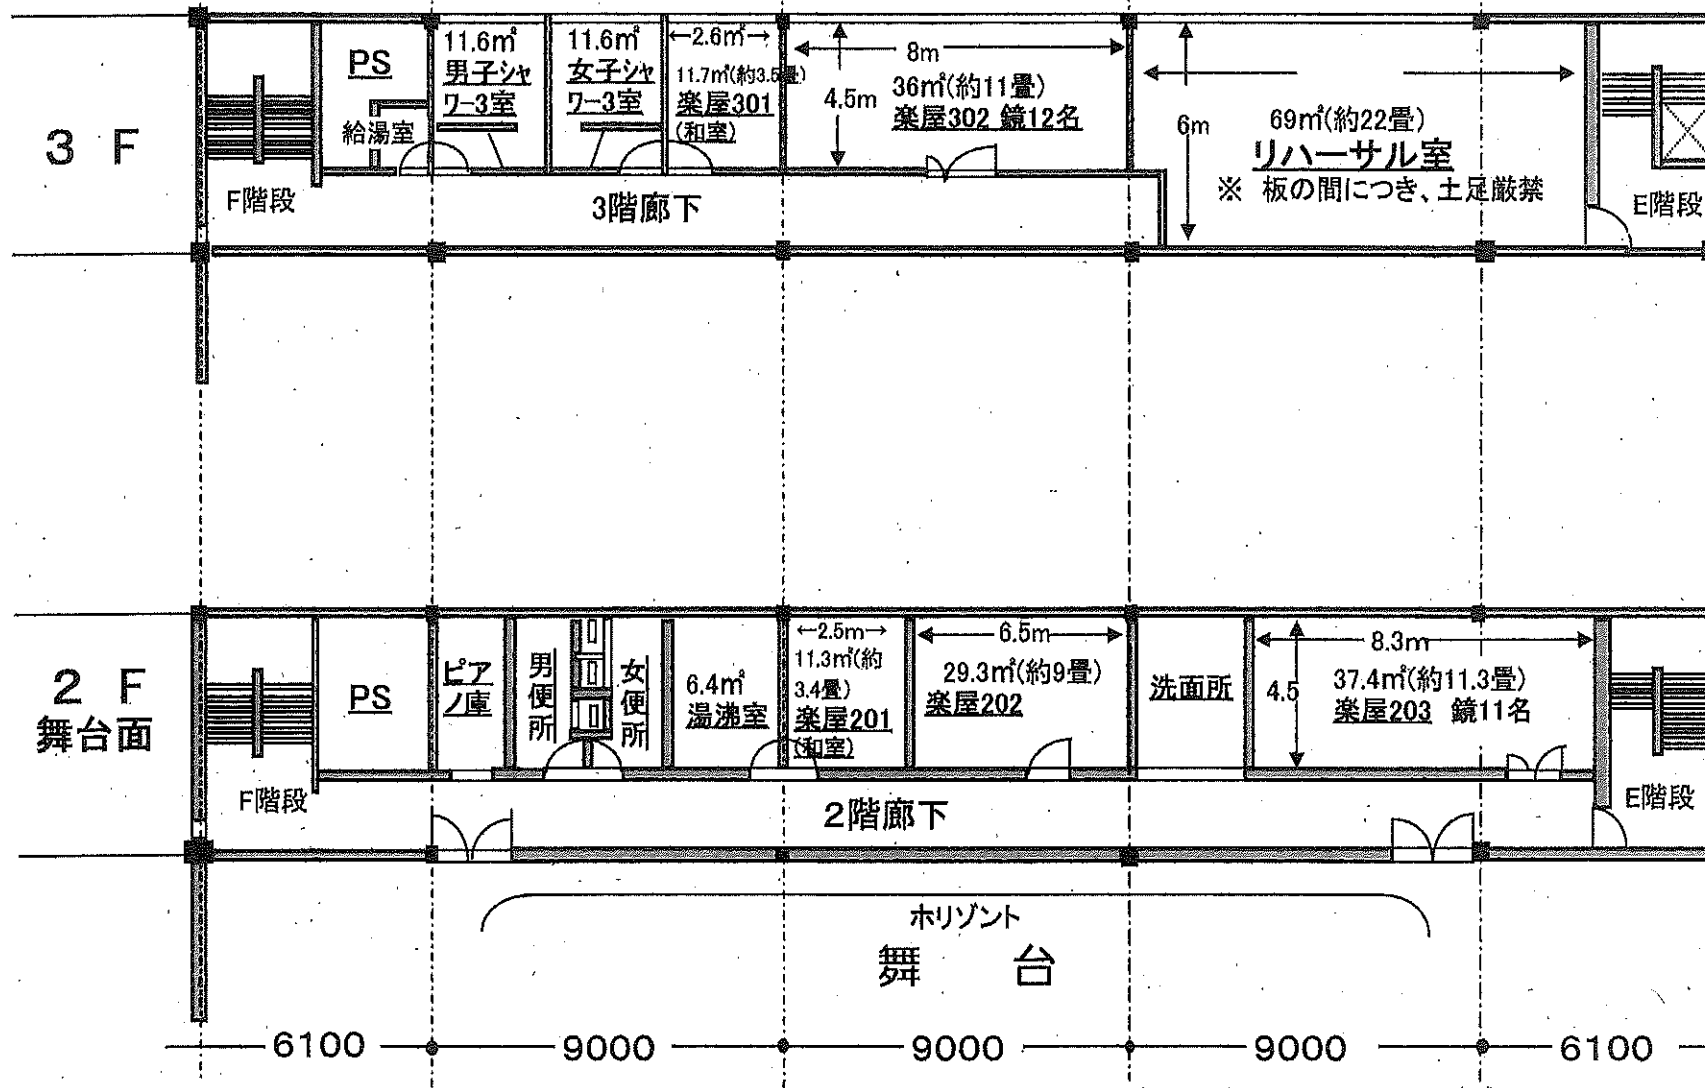 3 F
F階段
PS
給湯室
11.6㎡
男子シャ
ワー3室
11.6㎡
女子シャ
ワー3室
←2.6㎡→
11.7㎡(約3.5畳)
楽屋301
(和室)
8m
4.5m
36㎡(約11畳)
楽屋302 鏡12名
6m
69㎡(約22畳)
リハーサル室
※ 板の間につき、土足厳禁
E階段
3階廊下
2 F
舞台面
F階段
PS
ピア
ノ庫
男便所
女便所
6.4㎡
湯沸室
←2.5m→
11.3㎡(約
3.4畳)
楽屋201
(和室)
6.5m
29.3㎡(約9畳)
楽屋202
洗面所
8.3m
4.5
37.4㎡(約11.3畳)
楽屋203 鏡11名
E階段
2階廊下
ホリゾント
舞 台
6100 9000 9000 9000 6100